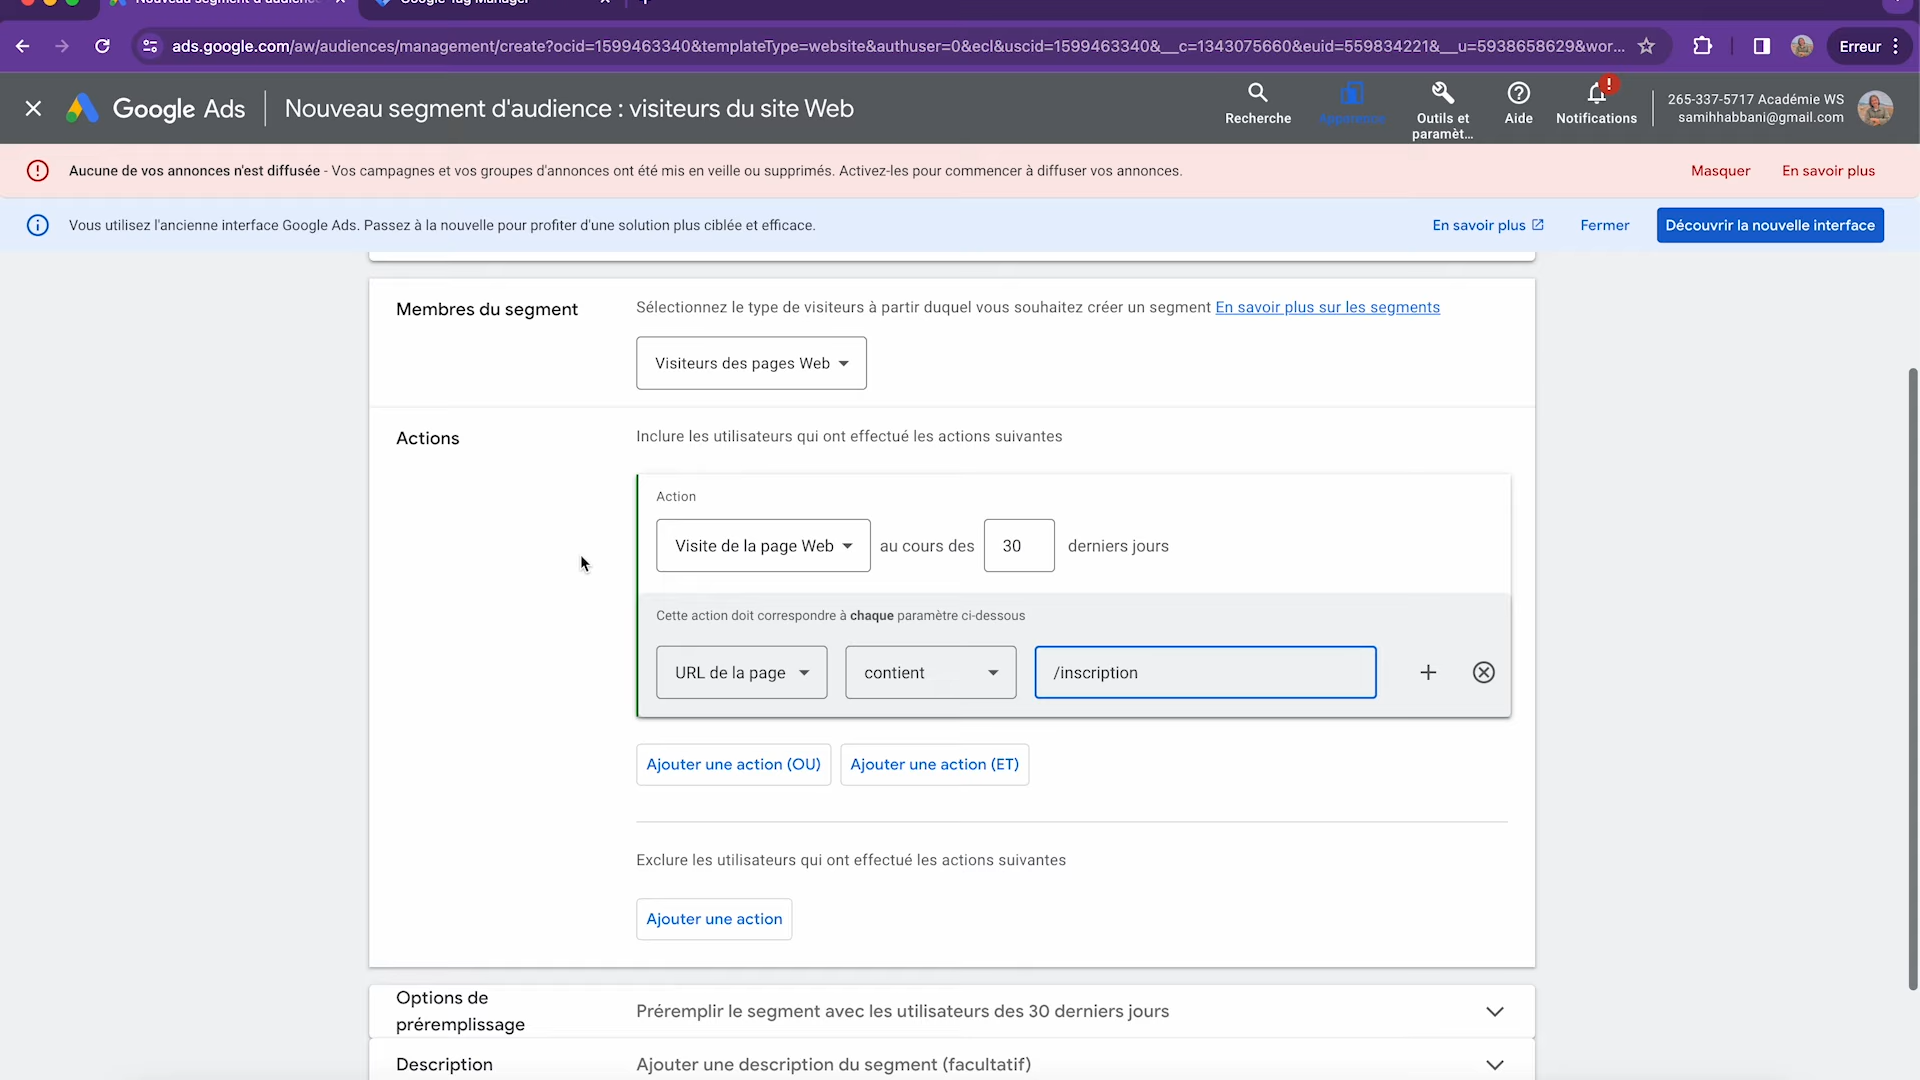 Nouveau segment d'audience
Google Tag Manager
ads.google.com/aw/audiences/management/create?ocid=1599463340&templateType=website&authuser=0&ecl&uscid=1599463340&__c=1343075660&euid=559834221&__u=5938658629&wor...
Erreur
Google Ads
Nouveau segment d'audience : visiteurs du site Web
Recherche
Apparence
Outils et
paramèt...
Aide
Notifications
265-337-5717 Académie WS
samihhabbani@gmail.com
Aucune de vos annonces n'est diffusée - Vos campagnes et vos groupes d'annonces ont été mis en veille ou supprimés. Activez-les pour commencer à diffuser vos annonces.
Masquer
En savoir plus
Vous utilisez l'ancienne interface Google Ads. Passez à la nouvelle pour profiter d'une solution plus ciblée et efficace.
En savoir plus
Fermer
Découvrir la nouvelle interface
Membres du segment
Sélectionnez le type de visiteurs à partir duquel vous souhaitez créer un segment En savoir plus sur les segments
Visiteurs des pages Web
Actions
Inclure les utilisateurs qui ont effectué les actions suivantes
Action
Visite de la page Web au cours des 30 derniers jours
Cette action doit correspondre à chaque paramètre ci-dessous
URL de la page contient /inscription
Ajouter une action (OU) Ajouter une action (ET)
Exclure les utilisateurs qui ont effectué les actions suivantes
Ajouter une action
Options de
préremplissage
Préremplir le segment avec les utilisateurs des 30 derniers jours
Description
Ajouter une description du segment (facultatif)